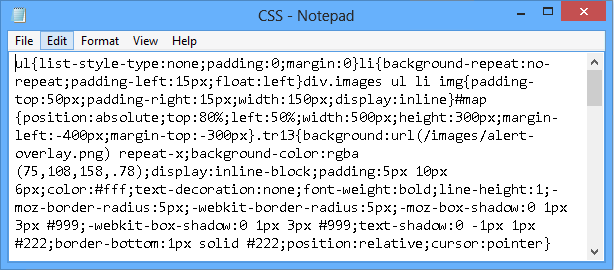 CSS - Notepad
File Edit Format View Help
ul{list-style-type:none;padding:0;margin:0}li{background-repeat:no-
repeat;padding-left:15px;float:left}div.images ul li img{padding-
top:50px;padding-right:15px;width:150px;display:inline}#map
{position:absolute;top:80%;left:50%;width:500px;height:300px;margin-
left:-400px;margin-top:-300px}.tr13{background:url(/images/alert-
overlay.png) repeat-x;background-color:rgba
(75,108,158,.78);display:inline-block;padding:5px 10px
6px;color:#fff;text-decoration:none;font-weight:bold;line-height:1;-
moz-border-radius:5px;-webkit-border-radius:5px;-moz-box-shadow:0 1px
3px #999;-webkit-box-shadow:0 1px 3px #999;text-shadow:0 -1px 1px
#222;border-bottom:1px solid #222;position:relative;cursor:pointer}